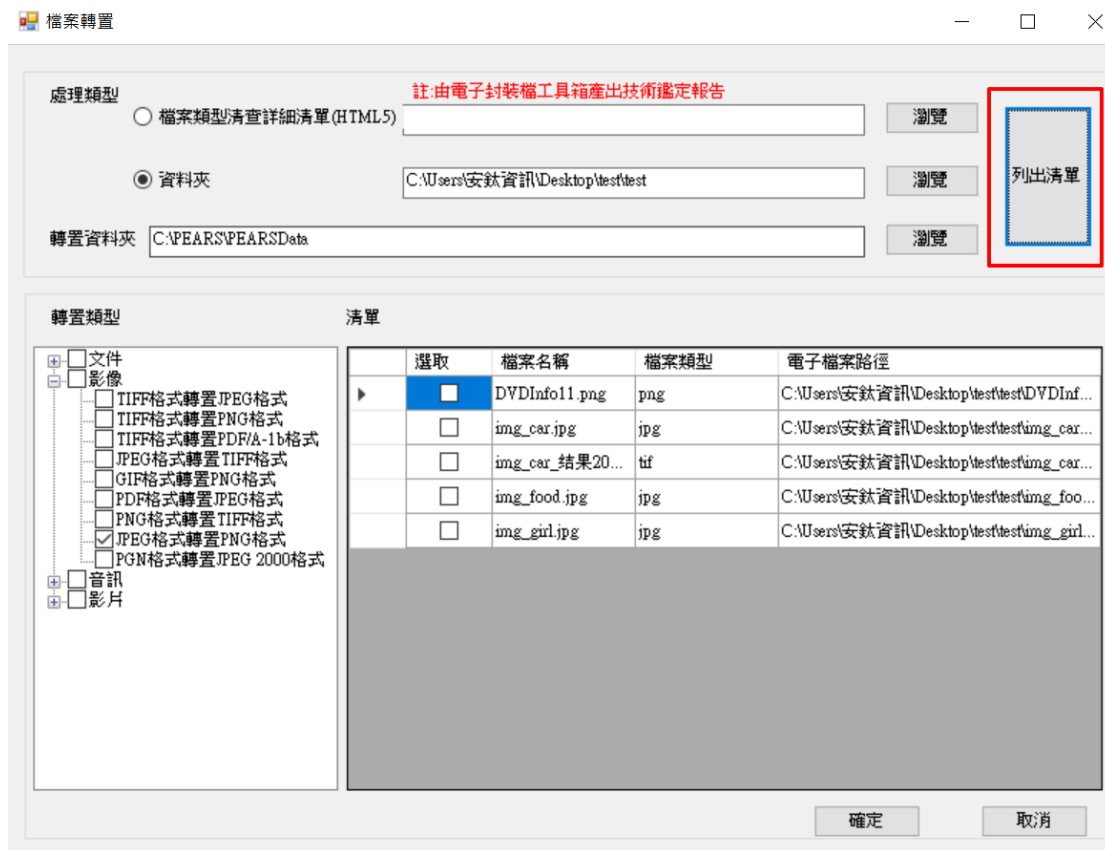 檔案轉置
處理類型
註:由電子封裝檔工具箱產出技術鑑定報告
檔案類型清查詳細清單(HTML5)
瀏覽
資料夾
C:\Users\安鈦資訊\Desktop\test\test
瀏覽
列出清單
轉置資料夾
C:\PEARS\PEARSData
瀏覽
轉置類型
文件
影像
TIFF格式轉置JPEG格式
TIFF格式轉置PNG格式
TIFF格式轉置PDF/A-1b格式
JPEG格式轉置TIFF格式
GIF格式轉置PNG格式
PDF格式轉置JPEG格式
PNG格式轉置TIFF格式
JPEG格式轉置PNG格式
PGN格式轉置JPEG 2000格式
音訊
影片
清單
選取 檔案名稱 檔案類型 電子檔案路徑
DVDInfo11.png png C:\Users\安鈦資訊\Desktop\test\test\DVDInf...
img_car.jpg jpg C:\Users\安鈦資訊\Desktop\test\test\img_car...
img_car_结果20... tif C:\Users\安鈦資訊\Desktop\test\test\img_car...
img_food.jpg jpg C:\Users\安鈦資訊\Desktop\test\test\img_foo...
img_girl.jpg jpg C:\Users\安鈦資訊\Desktop\test\test\img_girl...
確定
取消